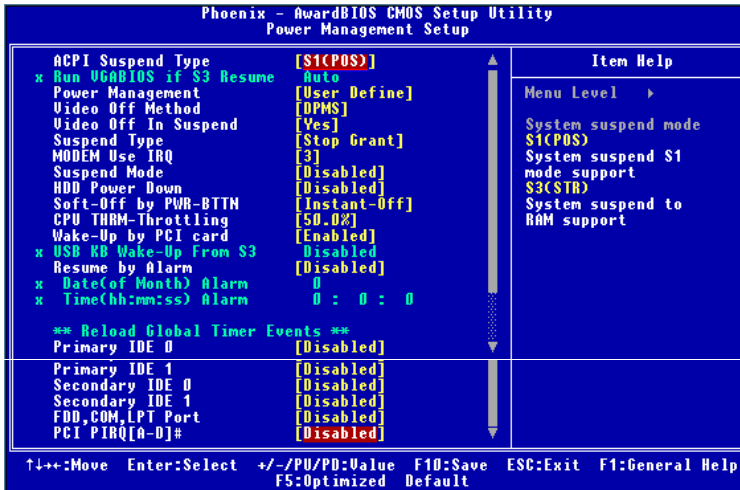 Phoenix - AwardBIOS CMOS Setup Utility
Power Management Setup
ACPI Suspend Type [S1(POS)]
x Run VGABIOS if S3 Resume Auto
Power Management [User Define]
Video Off Method [DPMS]
Video Off In Suspend [Yes]
Suspend Type [Stop Grant]
MODEM Use IRQ [3]
Suspend Mode [Disabled]
HDD Power Down [Disabled]
Soft-Off by PWR-BTTN [Instant-Off]
CPU THRM-Throttling [50.0%]
Wake-Up by PCI card [Enabled]
x USB KB Wake-Up From S3 Disabled
Resume by Alarm [Disabled]
x Date(of Month) Alarm 0
x Time(hh:mm:ss) Alarm 0 : 0 : 0
** Reload Global Timer Events **
Primary IDE 0 [Disabled]
Primary IDE 1 [Disabled]
Secondary IDE 0 [Disabled]
Secondary IDE 1 [Disabled]
FDD,COM,LPT Port [Disabled]
PCI PIRQ[A-D]# [Disabled]
Item Help
Menu Level ▸
System suspend mode
S1(POS)
System suspend S1
mode support
S3(STR)
System suspend to
RAM support
↑↓→←:Move Enter:Select +/-/PU/PD:Value F10:Save ESC:Exit F1:General Help
F5:Optimized Default